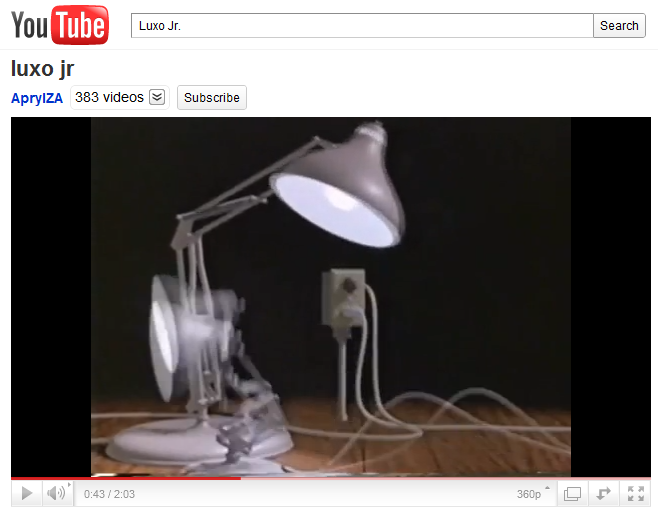 YouTube
Luxo Jr.
Search
luxo jr
AprylZA
383 videos
Subscribe
0:43 / 2:03
360p